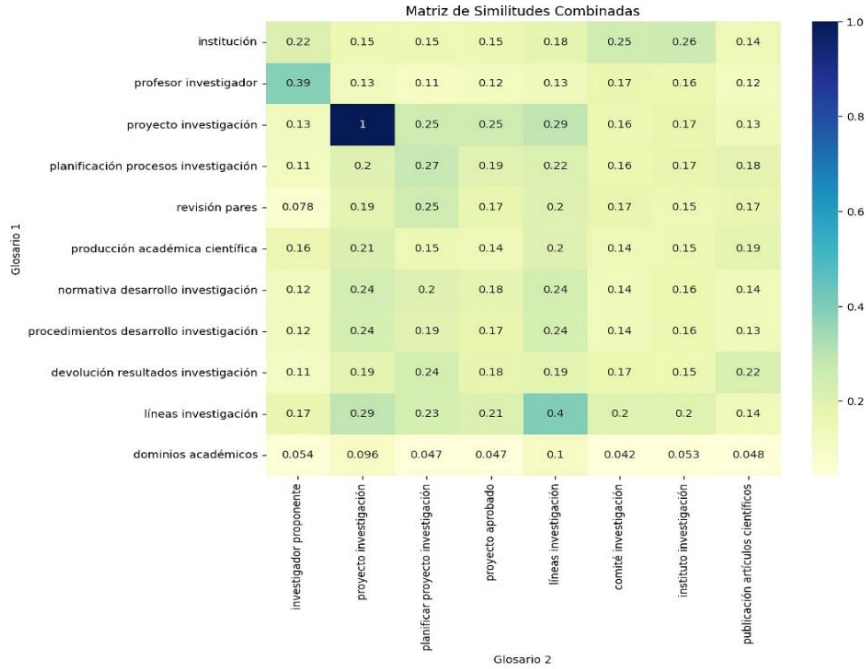 Matriz de Similitudes Combinadas
Glosario 1
institución 0.22 0.15 0.15 0.15 0.18 0.25 0.26 0.14
profesor investigador 0.39 0.13 0.11 0.12 0.13 0.17 0.16 0.12
proyecto investigación 0.13 1 0.25 0.25 0.29 0.16 0.17 0.13
planificación procesos investigación 0.11 0.2 0.27 0.19 0.22 0.16 0.17 0.18
revisión pares 0.078 0.19 0.25 0.17 0.2 0.17 0.15 0.17
producción académica científica 0.16 0.21 0.15 0.14 0.2 0.14 0.15 0.19
normativa desarrollo investigación 0.12 0.24 0.2 0.18 0.24 0.14 0.16 0.14
procedimientos desarrollo investigación 0.12 0.24 0.19 0.17 0.24 0.14 0.16 0.13
devolución resultados investigación 0.11 0.19 0.24 0.18 0.19 0.17 0.15 0.22
líneas investigación 0.17 0.29 0.23 0.21 0.4 0.2 0.2 0.14
dominios académicos 0.054 0.096 0.047 0.047 0.1 0.042 0.053 0.048
investigador proponente
proyecto investigación
planificar proyecto investigación
proyecto aprobado
líneas investigación
comité investigación
instituto investigación
publicación artículos científicos
Glosario 2
1.0
0.8
0.6
0.4
0.2